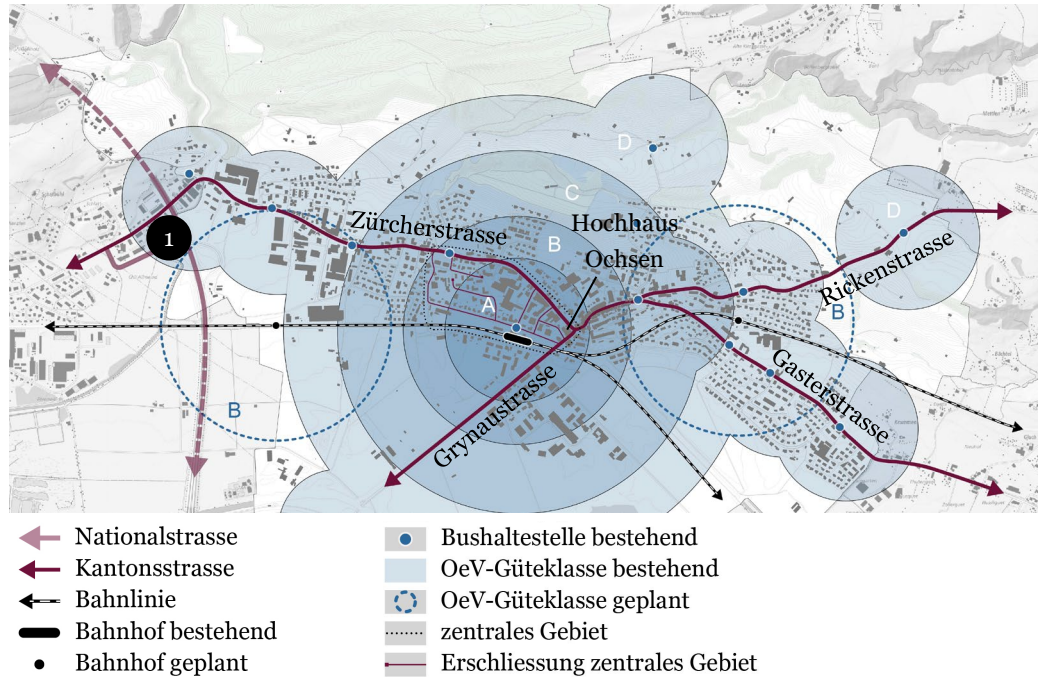 D
C
Hochhaus
Ochsen
Zürcherstrasse
B
D
1
A
Rickenstrasse
B
Gasterstrasse
Grynaustrasse
B
Nationalstrasse
Kantonsstrasse
Bahnlinie
Bahnhof bestehend
Bahnhof geplant
Bushaltestelle bestehend
OeV-Güteklasse bestehend
OeV-Güteklasse geplant
zentrales Gebiet
Erschliessung zentrales Gebiet